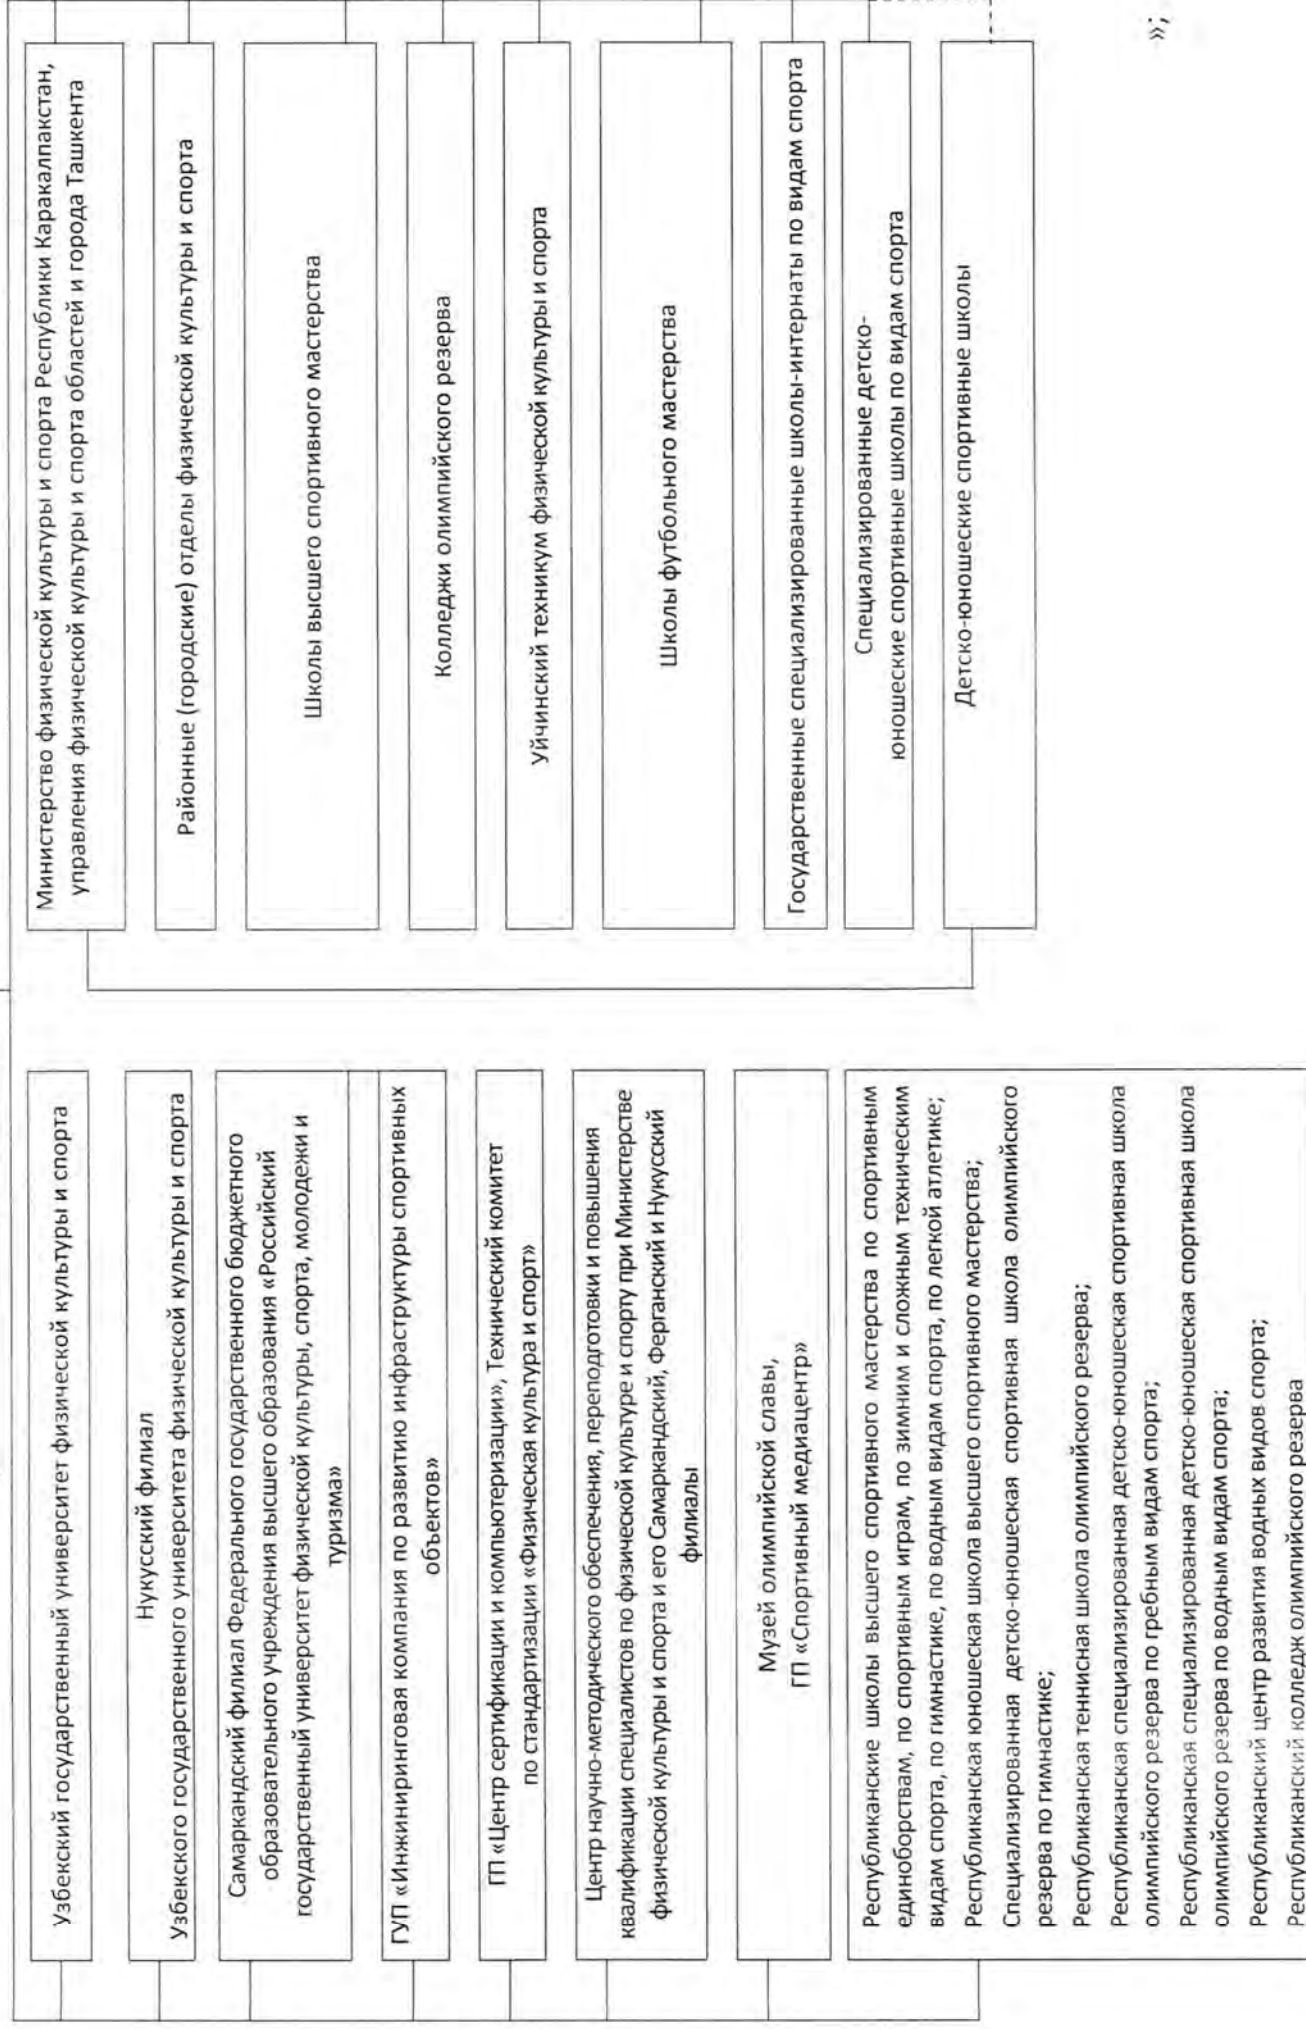 Узбекский государственный университет физической культуры и спорта
Нукусский филиал
Узбекского государственного университета физической культуры и спорта
Самаркандский филиал Федерального государственного бюджетного
образовательного учреждения высшего образования «Российский
государственный университет физической культуры, спорта, молодежи и
туризма»
ГУП «Инжиниринговая компания по развитию инфраструктуры спортивных
объектов»
ГП «Центр сертификации и компьютеризации», Технический комитет
по стандартизации «Физическая культура и спорт»
Центр научно-методического обеспечения, переподготовки и повышения
квалификации специалистов по физической культуре и спорту при Министерстве
физической культуры и спорта и его Самаркандский, Ферганский и Нукусский
филиалы
Музей олимпийской славы,
ГП «Спортивный медиацентр»
Республиканские школы высшего спортивного мастерства по спортивным
единоборствам, по спортивным играм, по зимним и сложным техническим
видам спорта, по гимнастике, по водным видам спорта, по легкой атлетике;
Республиканская юношеская школа высшего спортивного мастерства;
Специализированная детско-юношеская спортивная школа олимпийского
резерва по гимнастике;
Республиканская теннисная школа олимпийского резерва;
Республиканская специализированная детско-юношеская спортивная школа
олимпийского резерва по гребным видам спорта;
Республиканская специализированная детско-юношеская спортивная школа
олимпийского резерва по водным видам спорта;
Республиканский центр развития водных видов спорта;
Республиканский колледж олимпийского резерва
Министерство физической культуры и спорта Республики Каракалпакстан,
управления физической культуры и спорта областей и города Ташкента
Районные (городские) отделы физической культуры и спорта
Школы высшего спортивного мастерства
Колледжи олимпийского резерва
Уйчинский техникум физической культуры и спорта
Школы футбольного мастерства
Государственные специализированные школы-интернаты по видам спорта
Специализированные детско-
юношеские спортивные школы по видам спорта
Детско-юношеские спортивные школы
»;